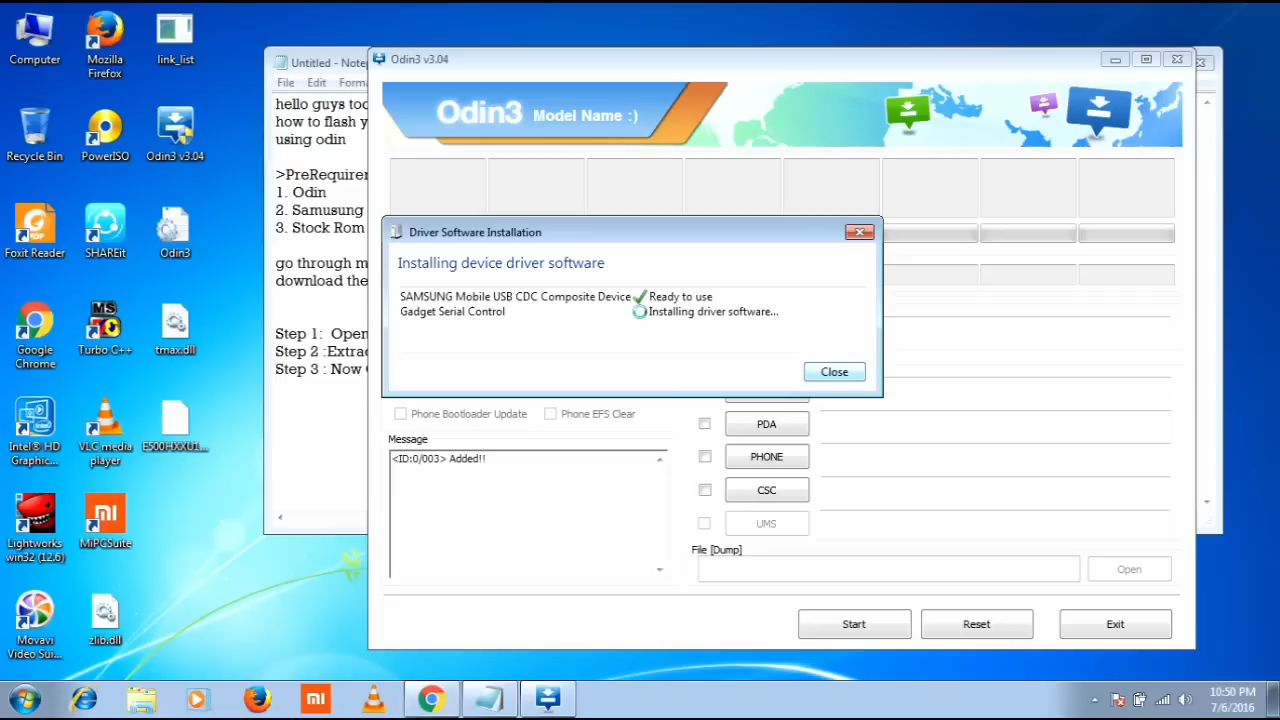 Computer
Mozilla
Firefox
link_list
Recycle Bin
PowerISO
Odin3 v3.04
Foxit Reader
SHAREit
Odin3
Google
Chrome
Turbo C++
tmax.dll
Intel® HD
Graphic...
VLC media
player
E500HXXU1...
Lightworks
win32 (12.6)
MiPCSuite
Movavi
Video Sui...
zlib.dll
Untitled - Note
File Edit Forma
hello guys too
how to flash y
using odin
>PreRequirem
1. Odin
2. Samusung
3. Stock Rom
go through m
download the
Step 1: Open
Step 2 :Extrac
Step 3 : Now
Odin3 v3.04
Odin3 Model Name :)
Driver Software Installation
Installing device driver software
SAMSUNG Mobile USB CDC Composite Device Ready to use
Gadget Serial Control Installing driver software...
Close
Phone Bootloader Update Phone EFS Clear
Message
<ID:0/003> Added!!
PDA
PHONE
CSC
UMS
File [Dump]
Open
Start Reset Exit
MS
mi
mi
10:50 PM
7/6/2016